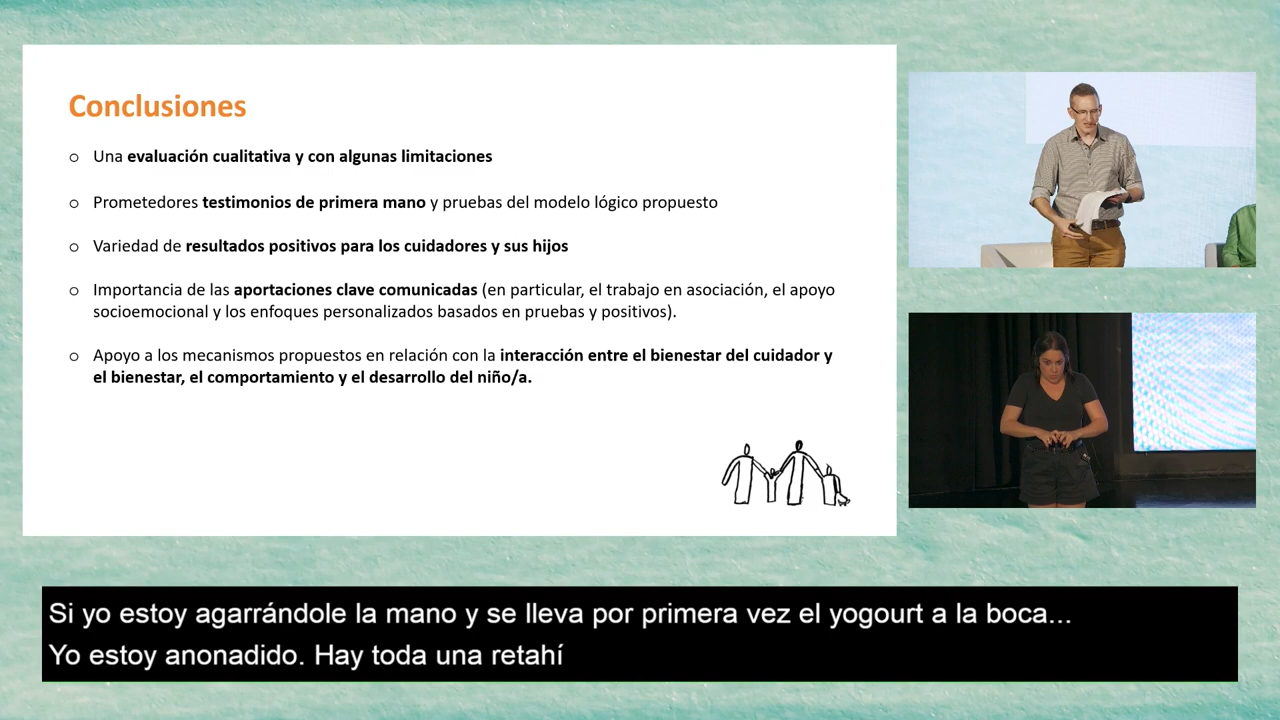 Conclusiones
○ Una evaluación cualitativa y con algunas limitaciones
○ Prometedores testimonios de primera mano y pruebas del modelo lógico propuesto
○ Variedad de resultados positivos para los cuidadores y sus hijos
○ Importancia de las aportaciones clave comunicadas (en particular, el trabajo en asociación, el apoyo
socioemocional y los enfoques personalizados basados en pruebas y positivos).
○ Apoyo a los mecanismos propuestos en relación con la interacción entre el bienestar del cuidador y
el bienestar, el comportamiento y el desarrollo del niño/a.
Si yo estoy agarrándole la mano y se lleva por primera vez el yogourt a la boca...
Yo estoy anonadido. Hay toda una retahí